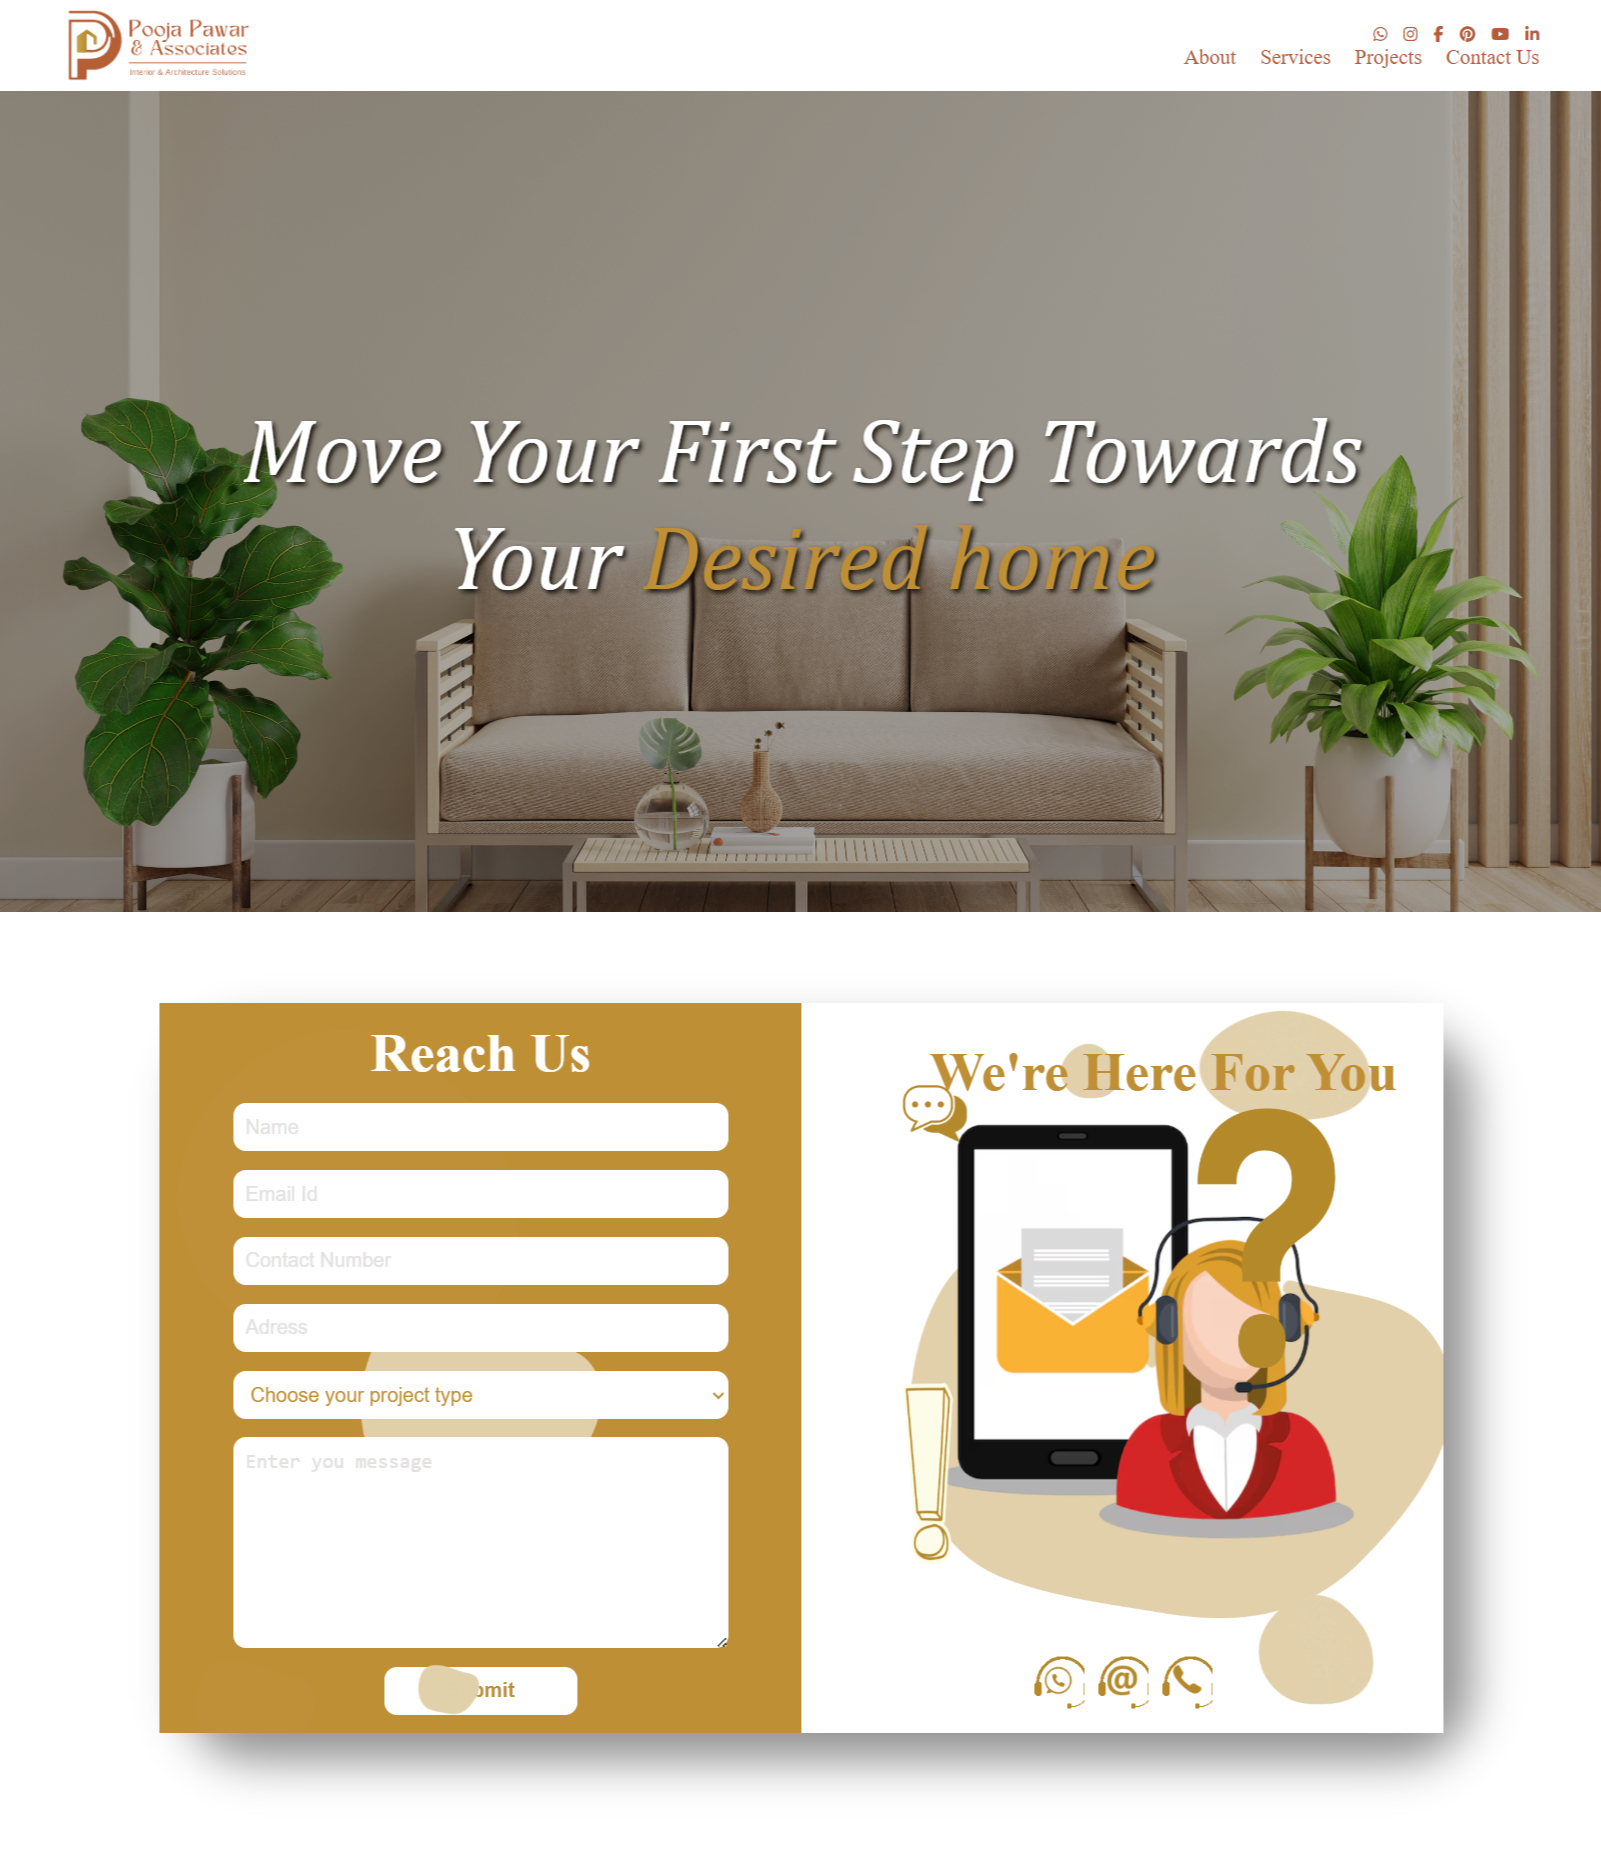 Pooja Pawar
& Associates
Interior & Architecture Solutions
About Services Projects Contact Us
Move Your First Step Towards
Your Desired home
Reach Us
Name
Email Id
Contact Number
Adress
Choose your project type
Enter you message
We're Here For You
?
!
@